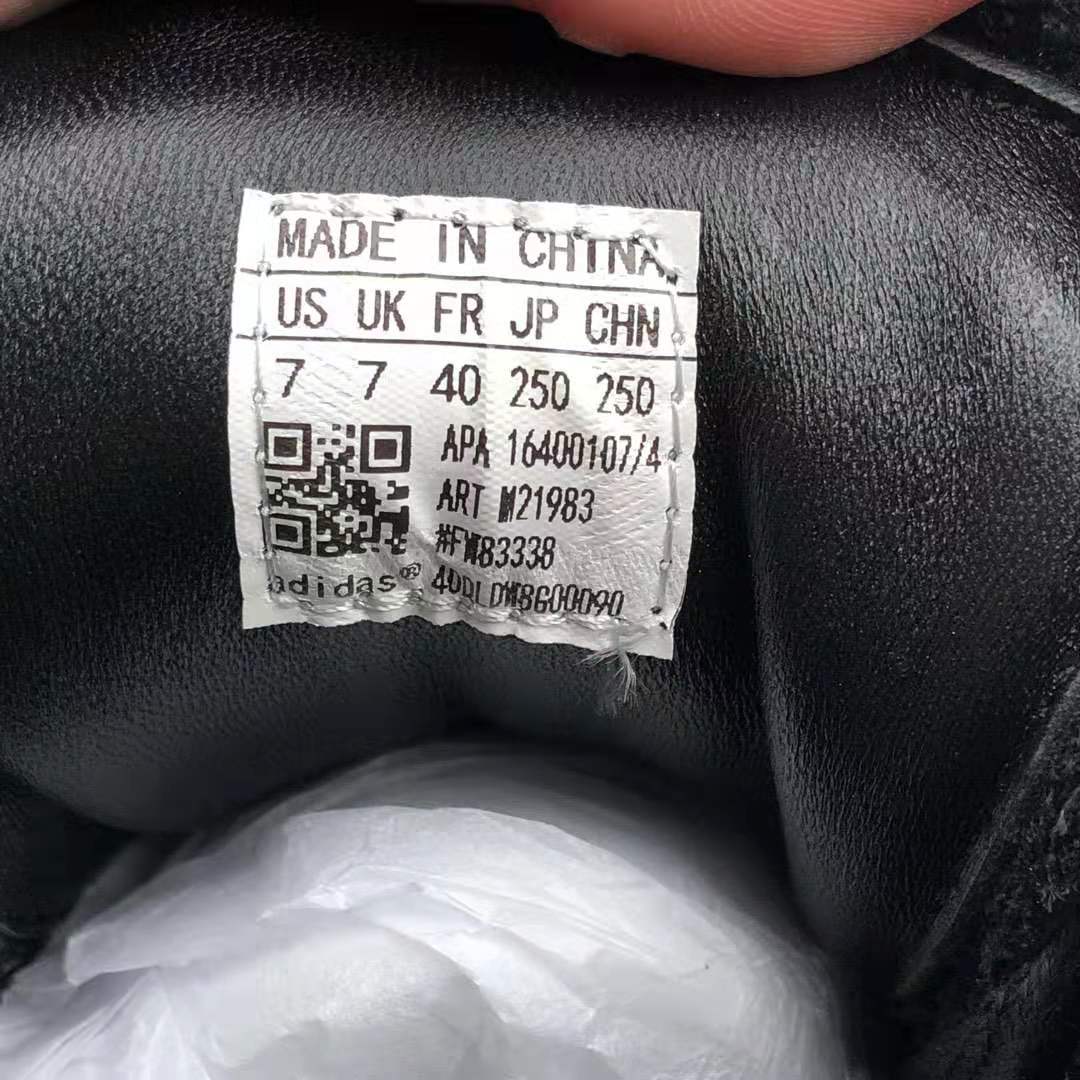 MADE IN CHINA
US UK FR JP CHN
7 7 40 250 250
APA 16400107/4
ART M21983
#FW83338
adidas®